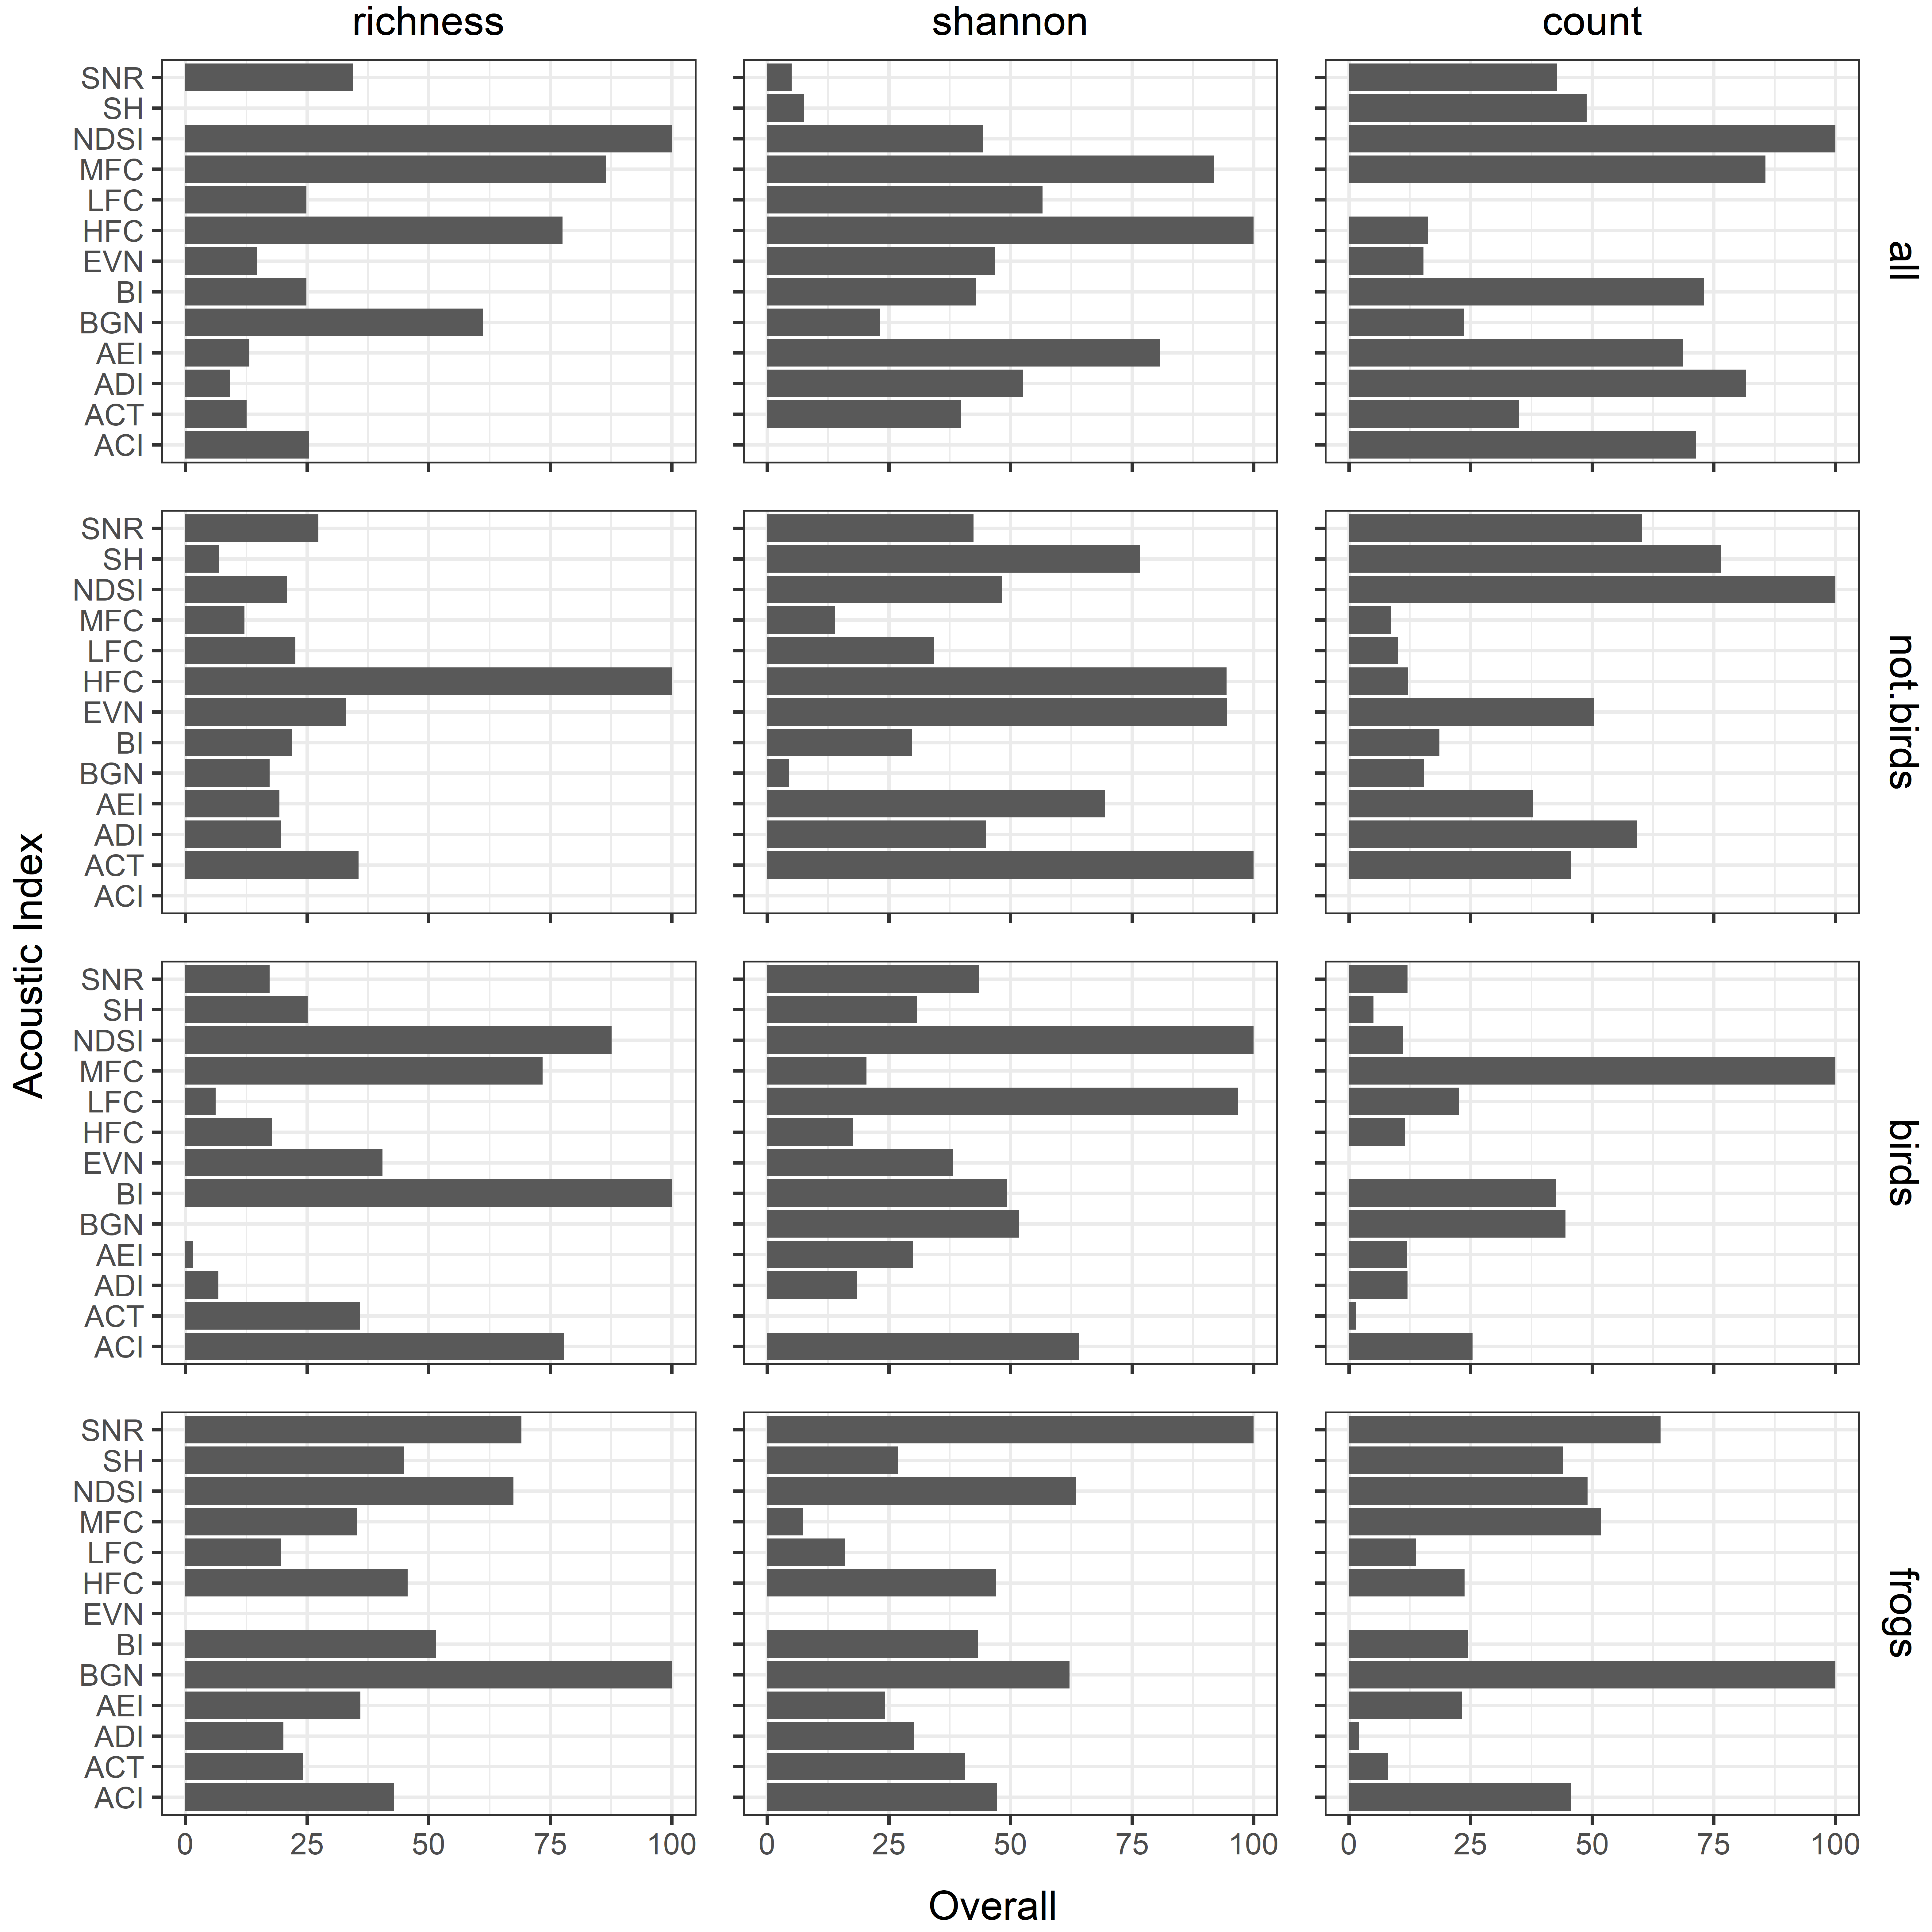 richness shannon count
SNR
SH
NDSI
MFC
LFC
HFC
EVN
BI
BGN
AEI
ADI
ACT
ACI
all
SNR
SH
NDSI
MFC
LFC
HFC
EVN
BI
BGN
AEI
ADI
ACT
ACI
not.birds
SNR
SH
NDSI
MFC
LFC
HFC
EVN
BI
BGN
AEI
ADI
ACT
ACI
birds
SNR
SH
NDSI
MFC
LFC
HFC
EVN
BI
BGN
AEI
ADI
ACT
ACI
frogs
Acoustic Index
0 25 50 75 100 0 25 50 75 100 0 25 50 75 100
Overall